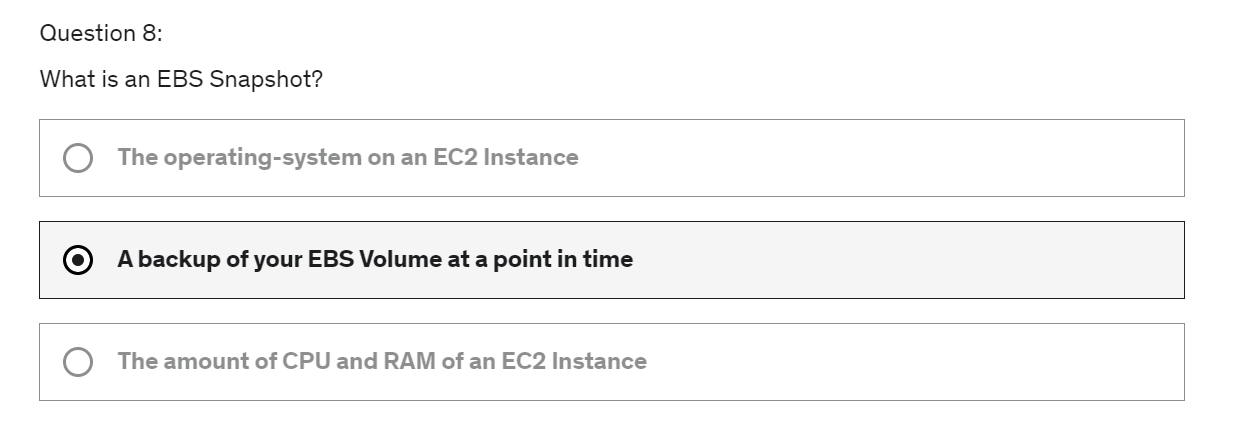 Question 8:
What is an EBS Snapshot?
The operating-system on an EC2 Instance
A backup of your EBS Volume at a point in time
The amount of CPU and RAM of an EC2 Instance